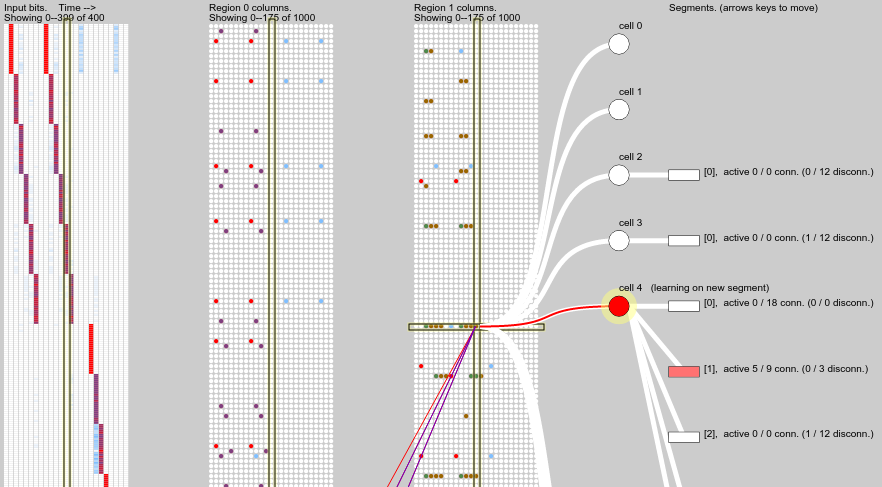 Input bits. Time -->
Showing 0--399 of 400
Region 0 columns.
Showing 0--175 of 1000
Region 1 columns.
Showing 0--175 of 1000
Segments. (arrows keys to move)
cell 0
cell 1
cell 2
[0], active 0 / 0 conn. (0 / 12 disconn.)
cell 3
[0], active 0 / 0 conn. (1 / 12 disconn.)
cell 4 (learning on new segment)
[0], active 0 / 18 conn. (0 / 0 disconn.)
[1], active 5 / 9 conn. (0 / 3 disconn.)
[2], active 0 / 0 conn. (1 / 12 disconn.)